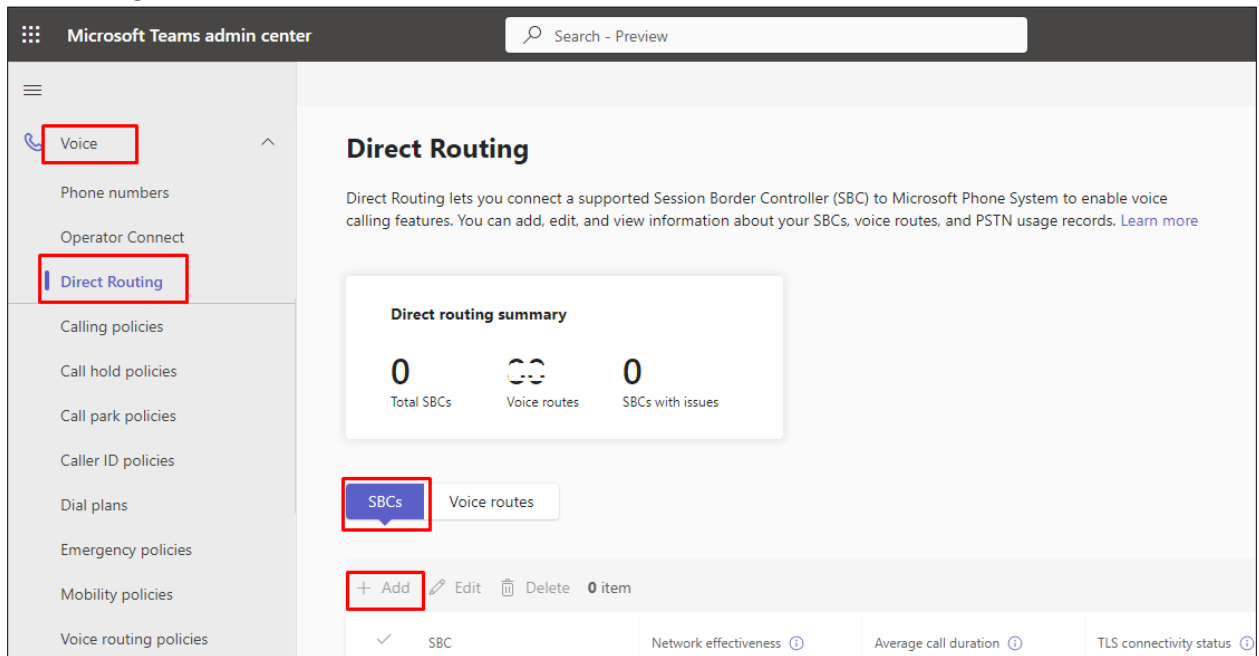 Microsoft Teams admin center
Search - Preview
Voice
Phone numbers
Operator Connect
Direct Routing
Calling policies
Call hold policies
Call park policies
Caller ID policies
Dial plans
Emergency policies
Mobility policies
Voice routing policies
Direct Routing
Direct Routing lets you connect a supported Session Border Controller (SBC) to Microsoft Phone System to enable voice
calling features. You can add, edit, and view information about your SBCs, voice routes, and PSTN usage records. Learn more
Direct routing summary
0 0
Total SBCs Voice routes SBCs with issues
SBCs Voice routes
+ Add Edit Delete 0 item
SBC Network effectiveness Average call duration TLS connectivity status